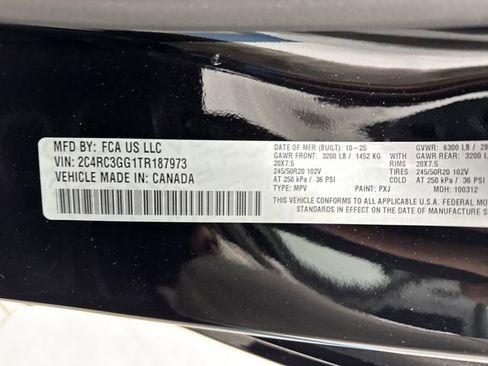 MFD BY: FCA US LLC
VIN: 2C4RC3GG1TR187973
VEHICLE MADE IN: CANADA
DATE OF MFR (BUILT): 10-25 GVWR: 6300 LB / 28
GAWR FRONT: 3200 LB / 1452 KG WITH GAWR REAR: 3200
20X7.5 RIMS 20X7.5
245/50R20 102V TIRES 245/50R20 102V
AT 250 kPa / 36 PSI COLD AT 250 kPa / 36 PSI
TYPE: MPV PAINT: PXJ MDH: 100312
THIS VEHICLE CONFORMS TO ALL APPLICABLE U.S.A. FEDERAL MOT
STANDARDS IN EFFECT ON THE DATE OF MANUFACTURE S